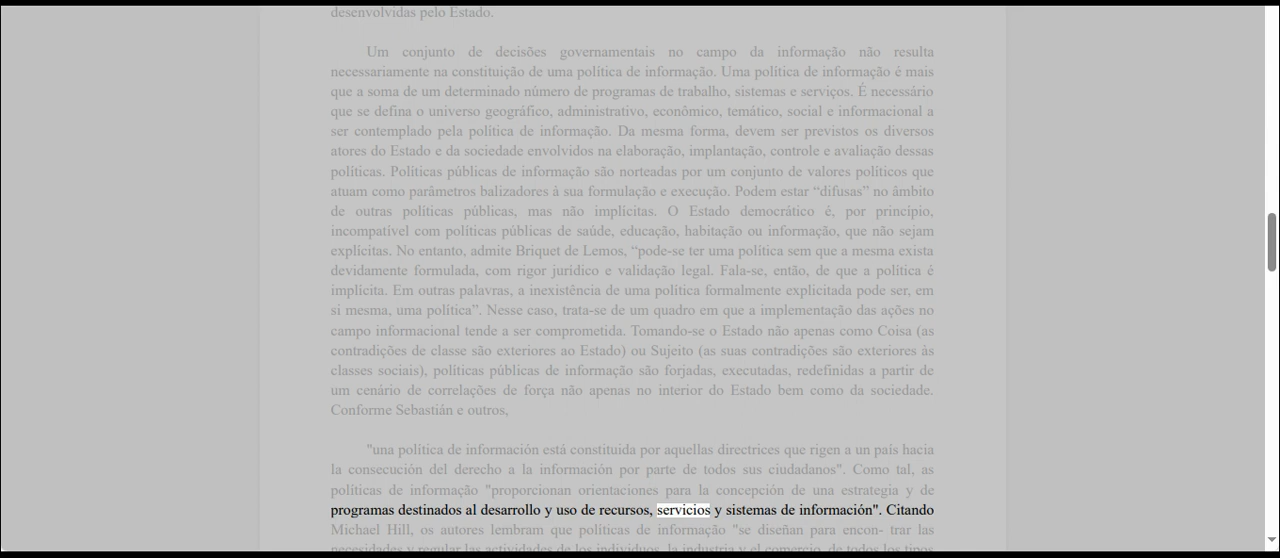 desenvolvidas pelo Estado.
Um conjunto de decisões governamentais no campo da informação não resulta
necessariamente na constituição de uma política de informação. Uma política de informação é mais
que a soma de um determinado número de programas de trabalho, sistemas e serviços. É necessário
que se defina o universo geográfico, administrativo, econômico, temático, social e informacional a
ser contemplado pela política de informação. Da mesma forma, devem ser previstos os diversos
atores do Estado e da sociedade envolvidos na elaboração, implantação, controle e avaliação dessas
políticas. Políticas públicas de informação são norteadas por um conjunto de valores políticos que
atuam como parâmetros balizadores à sua formulação e execução. Podem estar “difusas” no âmbito
de outras políticas públicas, mas não implícitas. O Estado democrático é, por princípio,
incompatível com políticas públicas de saúde, educação, habitação ou informação, que não sejam
explícitas. No entanto, admite Briquet de Lemos, “pode-se ter uma política sem que a mesma exista
devidamente formulada, com rigor jurídico e validação legal. Fala-se, então, de que a política é
implícita. Em outras palavras, a inexistência de uma política formalmente explicitada pode ser, em
si mesma, uma política”. Nesse caso, trata-se de um quadro em que a implementação das ações no
campo informacional tende a ser comprometida. Tomando-se o Estado não apenas como Coisa (as
contradições de classe são exteriores ao Estado) ou Sujeito (as suas contradições são exteriores às
classes sociais), políticas públicas de informação são forjadas, executadas, redefinidas a partir de
um cenário de correlações de força não apenas no interior do Estado bem como da sociedade.
Conforme Sebastián e outros,
"una política de información está constituida por aquellas directrices que rigen a un país hacia
la consecución del derecho a la información por parte de todos sus ciudadanos". Como tal, as
políticas de informação "proporcionan orientaciones para la concepción de una estrategia y de
programas destinados al desarrollo y uso de recursos, servicios y sistemas de información". Citando
Michael Hill, os autores lembram que políticas de informação "se diseñan para encon- trar las
necesidades y regular las actividades de los individuos, la industria y el comercio, de todos los tipos